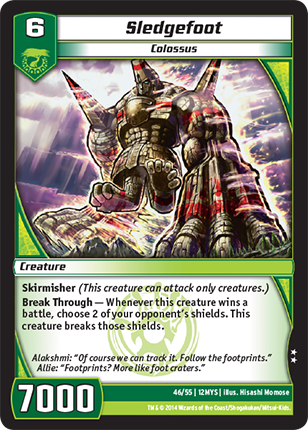 6
Sledgefoot
Colossus
Creature
Skirmisher (This creature can attack only creatures.)
Break Through — Whenever this creature wins a
battle, choose 2 of your opponent's shields. This
creature breaks those shields.
Alakshmi: "Of course we can track it. Follow the footprints."
Allie: "Footprints? More like foot craters."
7000
46/55 | 12MYS | illus. Hisashi Momose
TM & © 2014 Wizards of the Coast/Shogakukan/Mitsui-Kids.